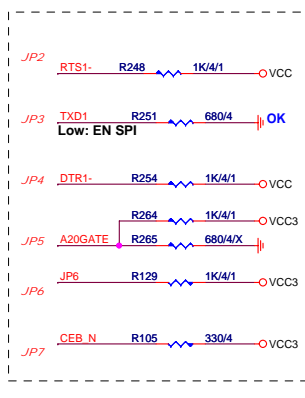 JP2
RTS1- R248 1K/4/1 VCC
JP3 TXD1 R251 680/4 OK
Low: EN SPI
JP4 DTR1- R254 1K/4/1 VCC
R264 1K/4/1 VCC3
JP5 A20GATE R265 680/4/X
JP6 R129 1K/4/1 VCC3
JP6
JP7 CEB_N R105 330/4 VCC3